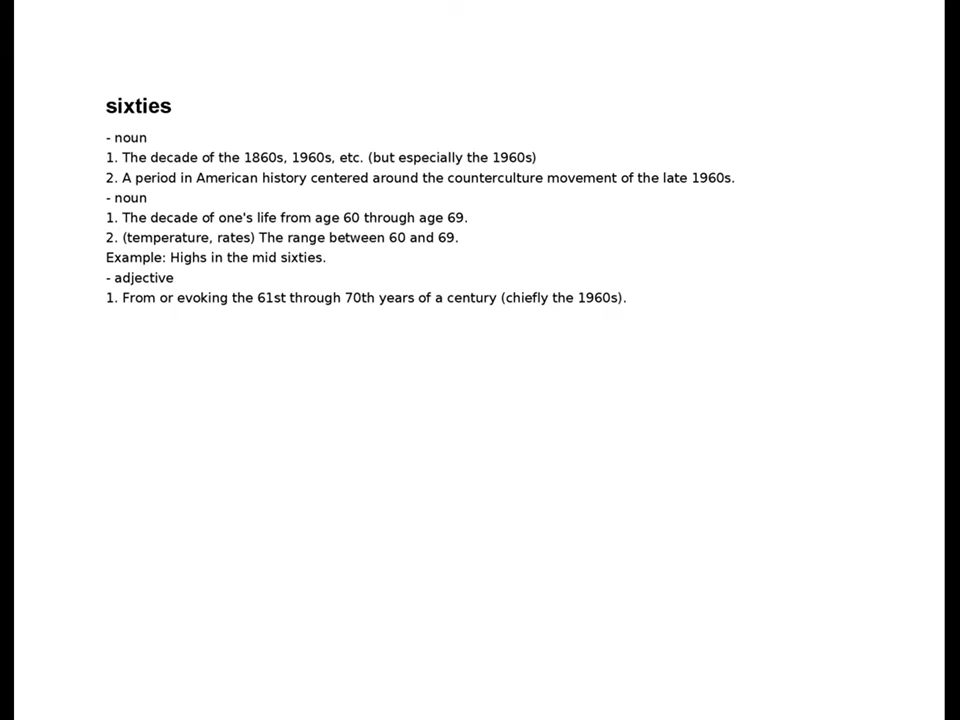 sixties
- noun
1. The decade of the 1860s, 1960s, etc. (but especially the 1960s)
2. A period in American history centered around the counterculture movement of the late 1960s.
- noun
1. The decade of one's life from age 60 through age 69.
2. (temperature, rates) The range between 60 and 69.
Example: Highs in the mid sixties.
- adjective
1. From or evoking the 61st through 70th years of a century (chiefly the 1960s).